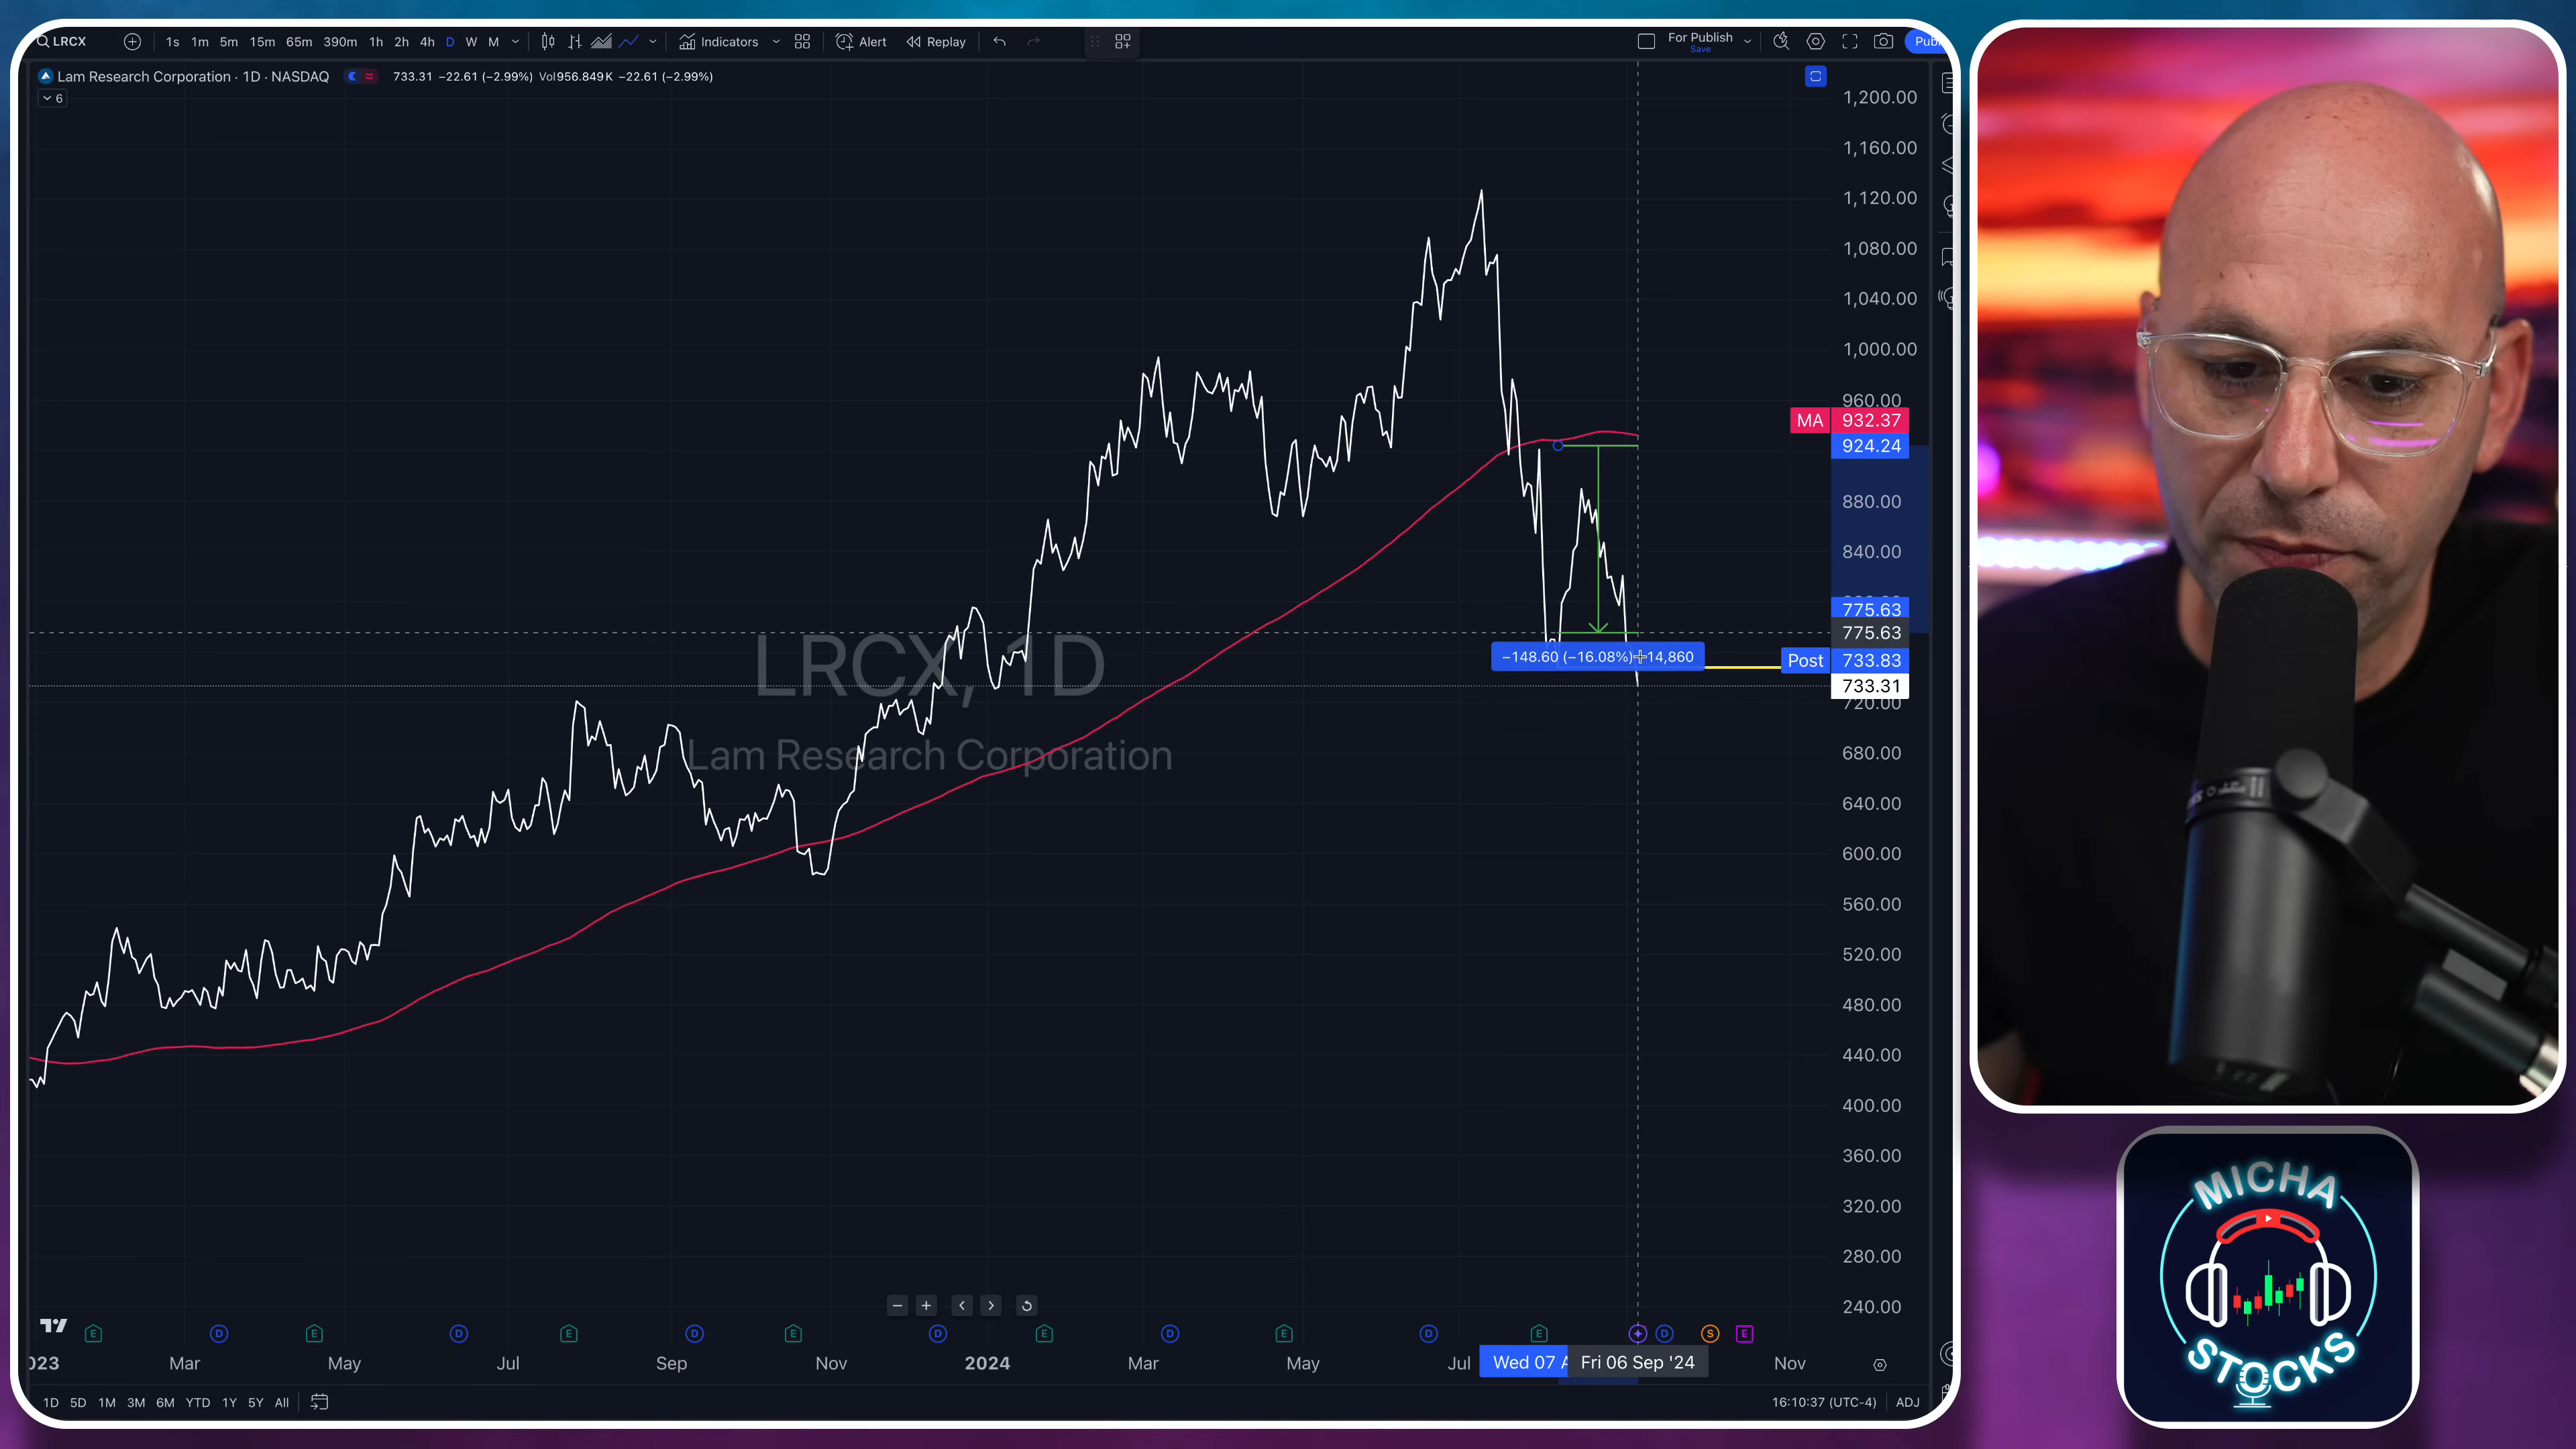 LRCX 1s 1m 5m 15m 65m 390m 1h 2h 4h D W M Indicators Alert Replay For Publish Publ
Save
Lam Research Corporation · 1D · NASDAQ 733.31 −22.61 (−2.99%) Vol956.849K −22.61 (−2.99%)
6
1,200.00
1,160.00
1,120.00
1,080.00
1,040.00
1,000.00
960.00
MA 932.37
924.24
880.00
840.00
775.63
775.63
−148.60 (−16.08%) −14,860
Post 733.83
733.31
720.00
LRCX, 1D
Lam Research Corporation
680.00
640.00
600.00
560.00
520.00
480.00
440.00
400.00
360.00
320.00
280.00
240.00
E D E D E D E D E D E D E D S E
023 Mar May Jul Sep Nov 2024 Mar May Jul Wed 07 A Fri 06 Sep '24 Nov
1D 5D 1M 3M 6M YTD 1Y 5Y All 16:10:37 (UTC-4) ADJ
MICHA
STOCKS